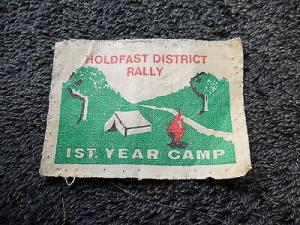 HOLDFAST DISTRICT
RALLY
1ST. YEAR CAMP